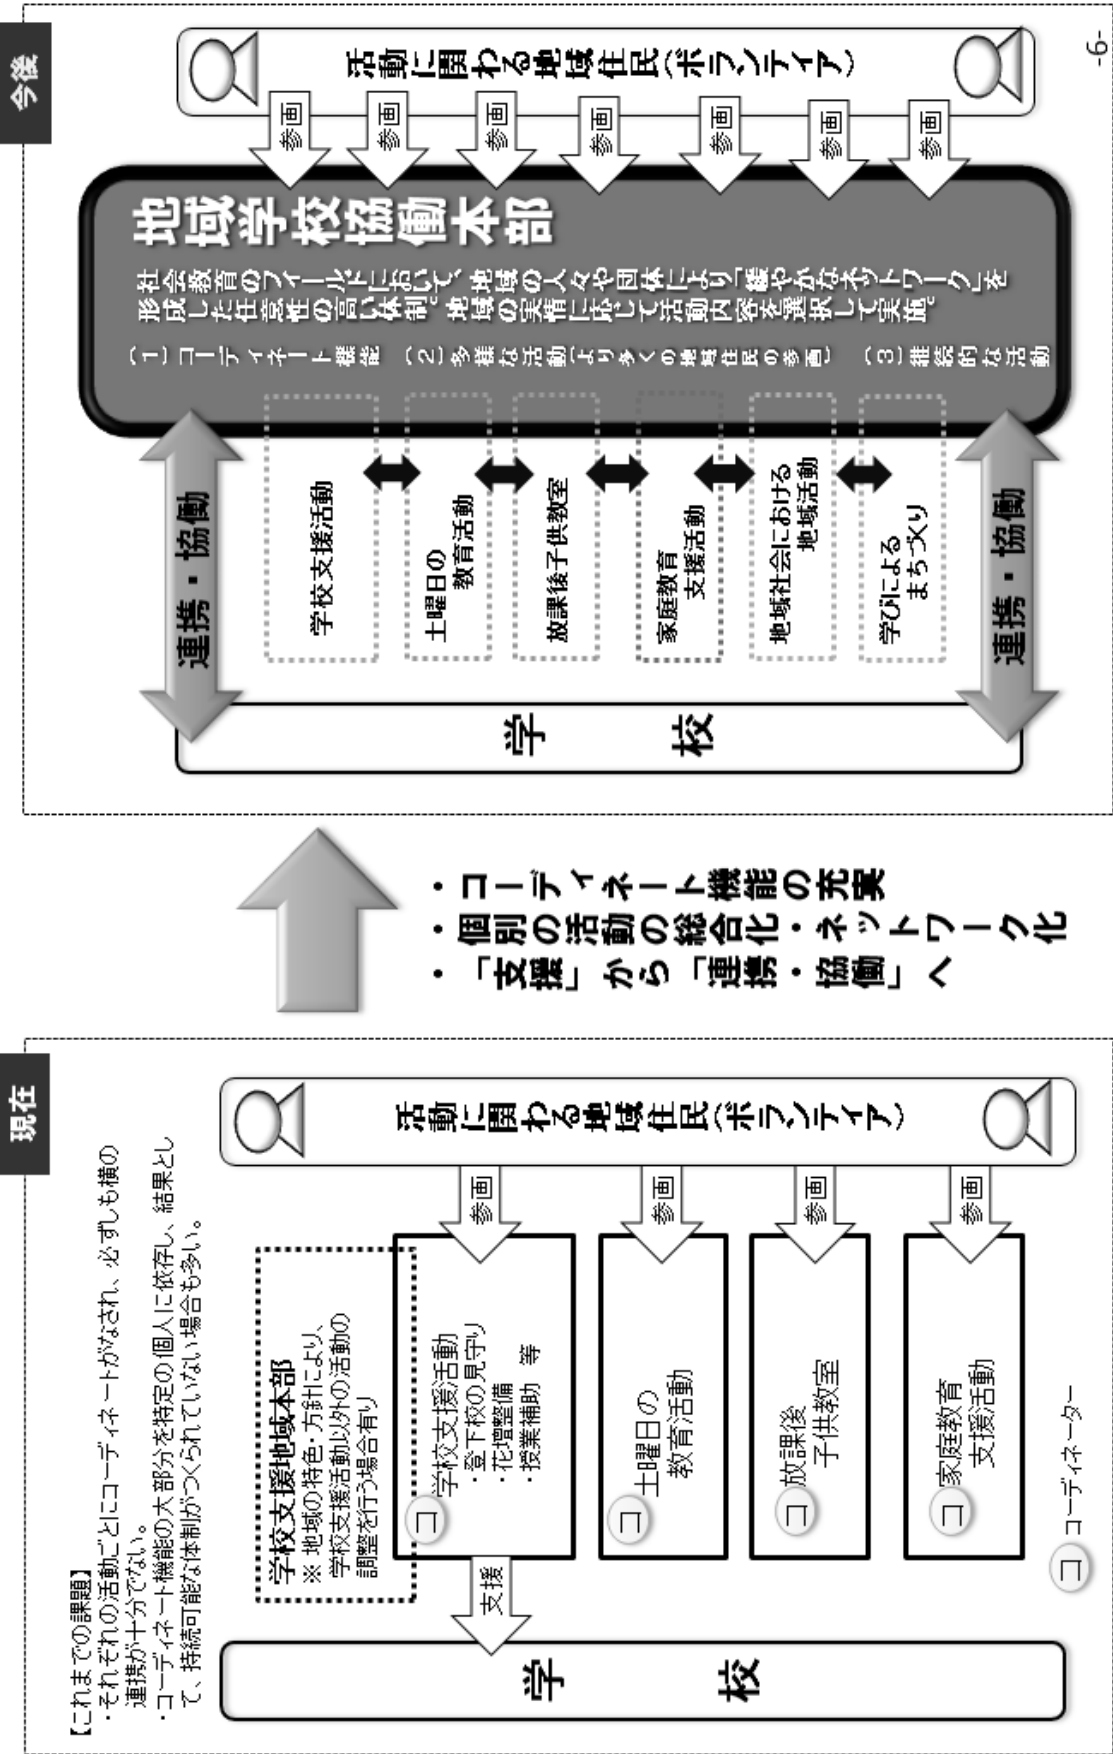 現在
【これまでの課題】
・それぞれの活動ごとにコーディネートがなされ、必ずしも横の
連携が十分でない。
・コーディネート機能の大部分を特定の個人に依存し、結果とし
て、持続可能な体制がつくられていない場合も多い。
学校支援地域本部
※ 地域の特色・方針により、
学校支援活動以外の活動の
調整を行う場合有り
学校
支援
コ
学校支援活動
・登下校の見守り
・花壇整備
・授業補助 等
参画
コ
土曜日の
教育活動
参画
コ
放課後
子供教室
参画
コ
家庭教育
支援活動
参画
活動に関わる地域住民(ボランティア)
コ コーディネーター
・コーディネート機能の充実
・個別の活動の総合化・ネットワーク化
・「支援」から「連携・協働」へ
今後
学校
連携・協働
学校支援活動
土曜日の
教育活動
放課後子供教室
家庭教育
支援活動
地域社会における
地域活動
学びによる
まちづくり
連携・協働
地域学校協働本部
社会教育のフィールドにおいて、地域の人々や団体により「緩やかなネットワーク」を
形成した任意性の高い体制。地域の実情に応じて活動内容を選択して実施。
(1)コーディネート機能 (2)多様な活動(より多くの地域住民の参画) (3)継続的な活動
参画
参画
参画
参画
参画
参画
参画
活動に関わる地域住民(ボランティア)
-6-